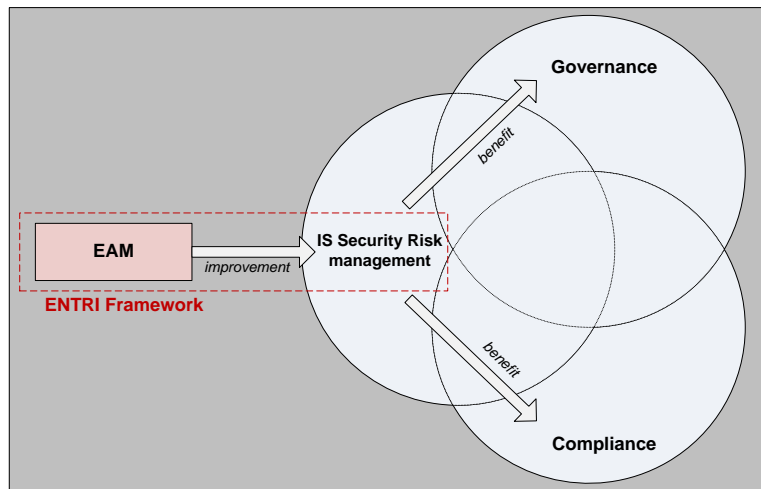 Governance
benefit
EAM
improvement
IS Security Risk
management
ENTRI Framework
benefit
Compliance